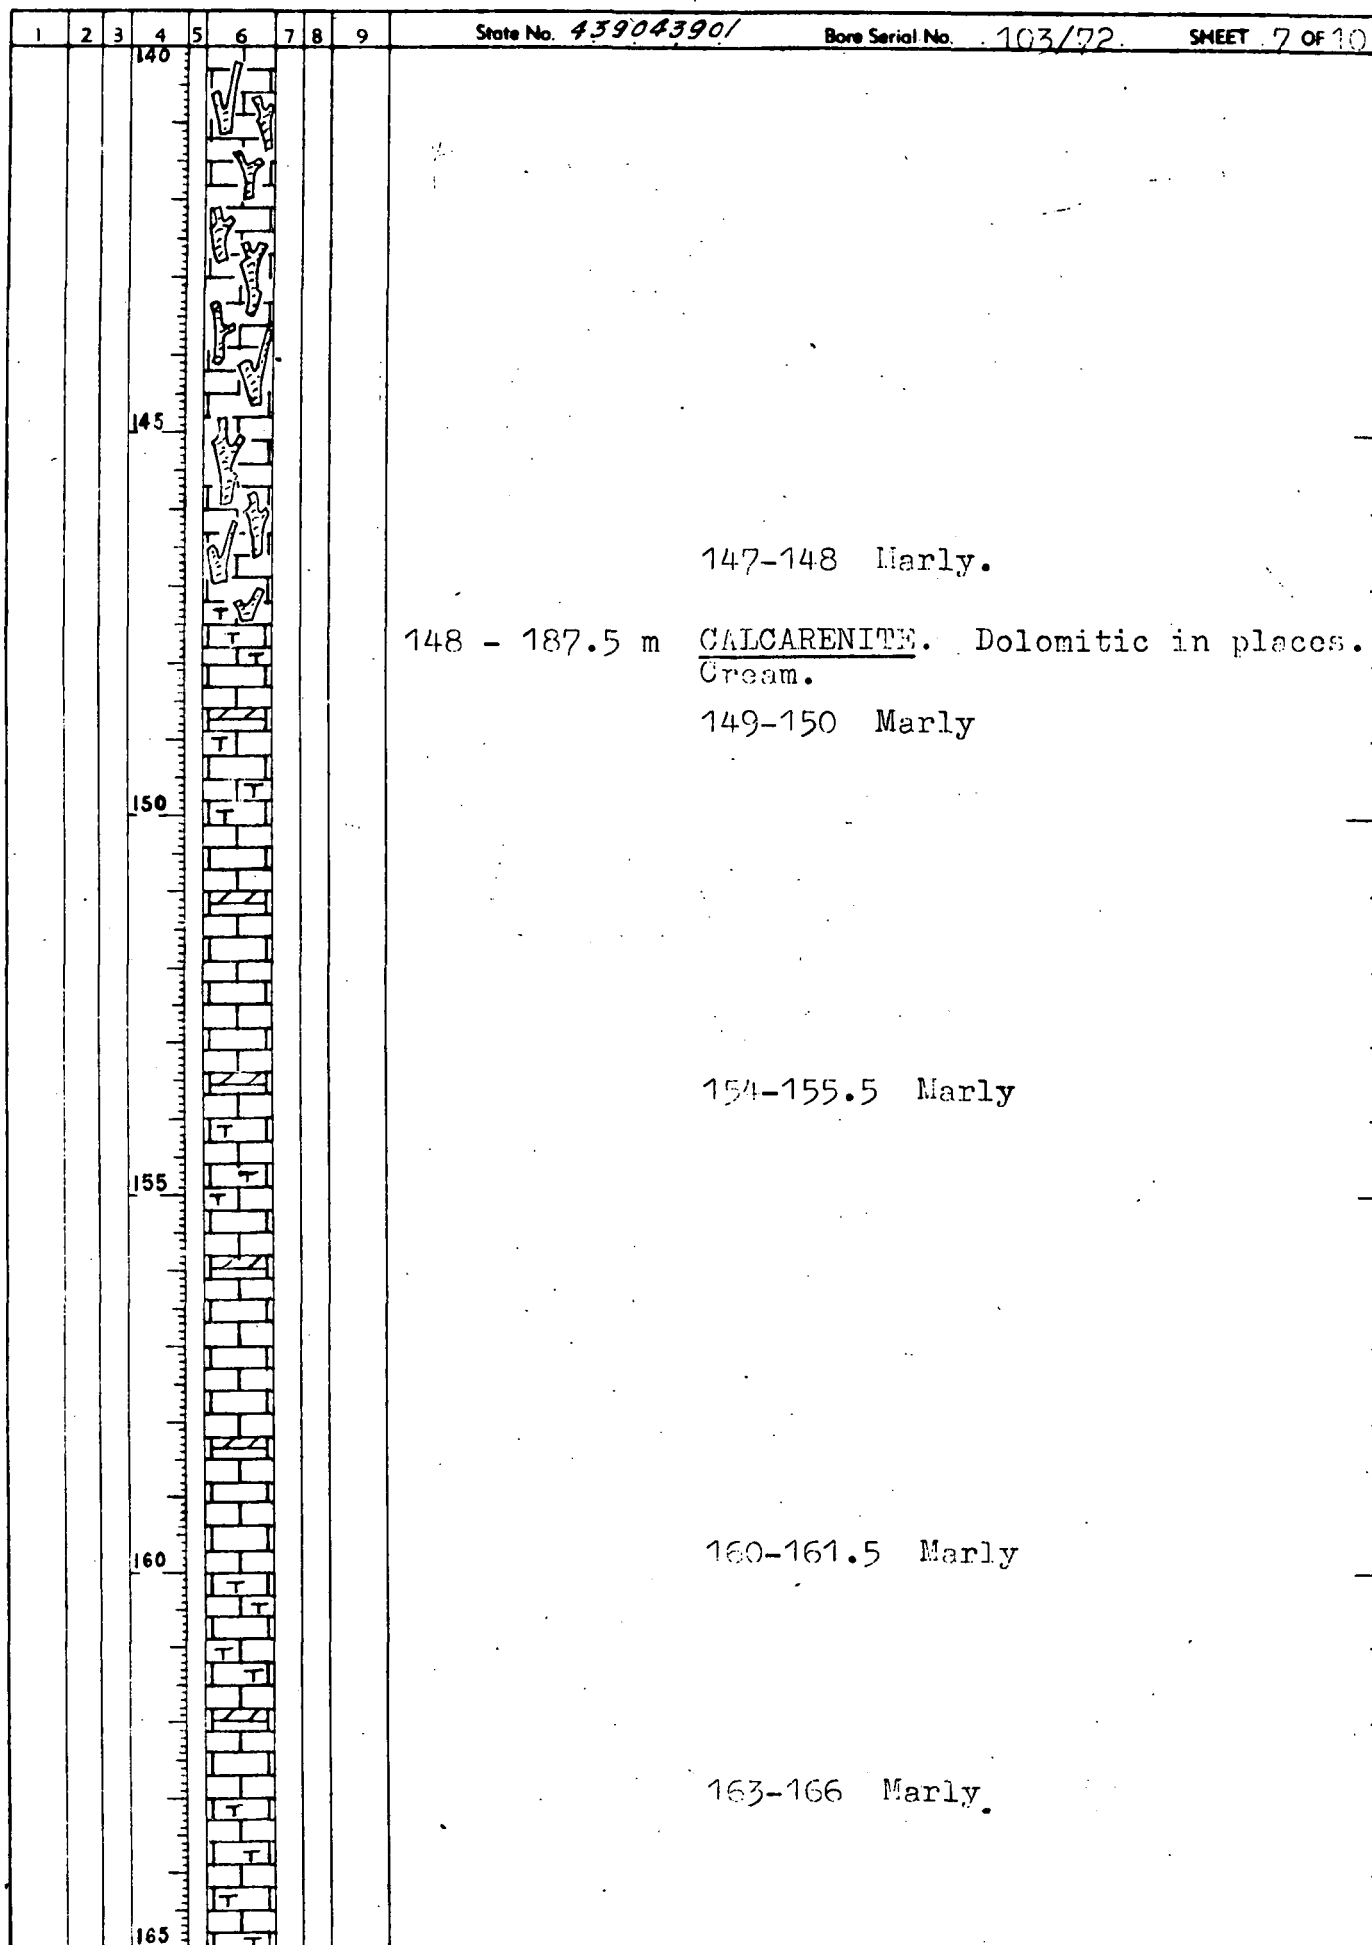 1 2 3 4 5 6 7 8 9 State No. 439043901 Bore Serial No. 103/72. SHEET 7 OF 10
140
145
147-148 Marly.
148 - 187.5 m CALCARENITE. Dolomitic in places.
Cream.
149-150 Marly
150
154-155.5 Marly
155
160-161.5 Marly
160
163-166 Marly.
165